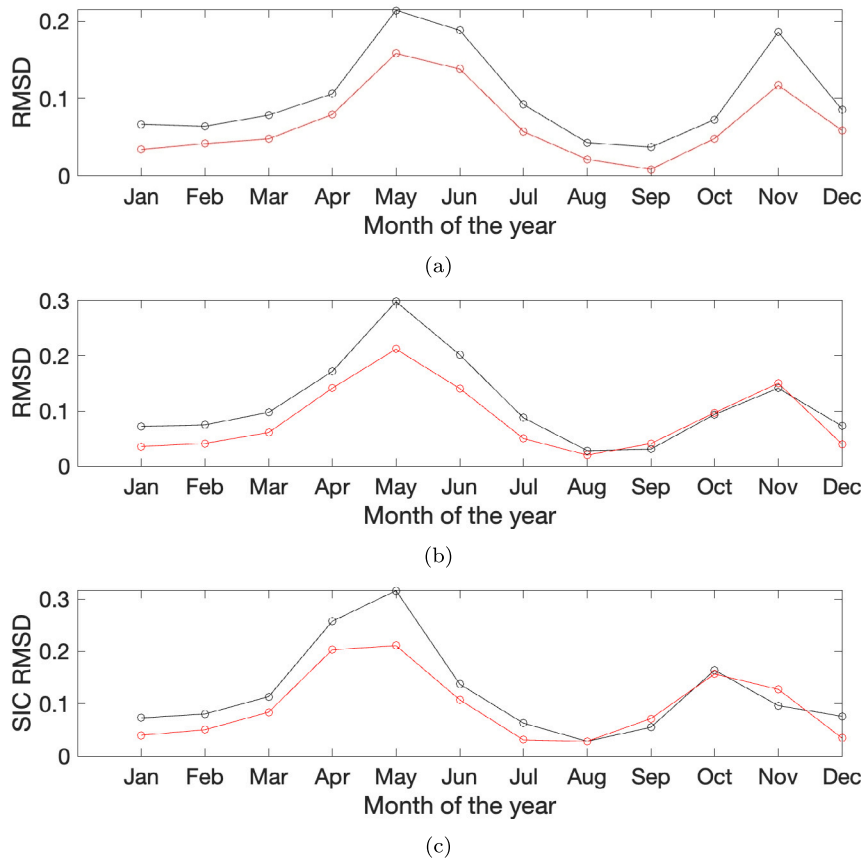 0.2
0.1
0
RMSD
Jan Feb Mar Apr May Jun Jul Aug Sep Oct Nov Dec
Month of the year
(a)
0.3
0.2
0.1
0
RMSD
Jan Feb Mar Apr May Jun Jul Aug Sep Oct Nov Dec
Month of the year
(b)
0.3
0.2
0.1
0
SIC RMSD
Jan Feb Mar Apr May Jun Jul Aug Sep Oct Nov Dec
Month of the year
(c)